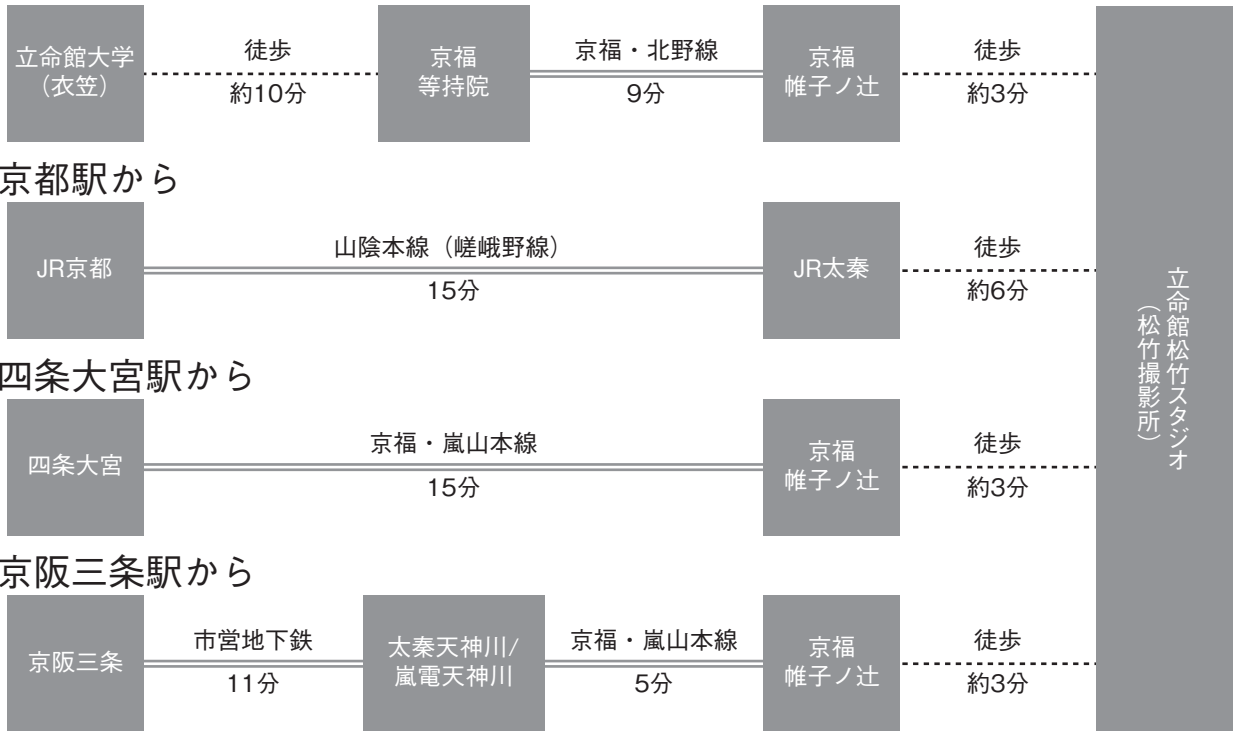 立命館大学
（衣笠）
徒歩
約10分
京福
等持院
京福・北野線
9分
京福
帷子ノ辻
徒歩
約3分
京都駅から
JR京都
山陰本線（嵯峨野線）
15分
JR太秦
徒歩
約6分
四条大宮駅から
四条大宮
京福・嵐山本線
15分
京福
帷子ノ辻
徒歩
約3分
京阪三条駅から
京阪三条
市営地下鉄
11分
太秦天神川/
嵐電天神川
京福・嵐山本線
5分
京福
帷子ノ辻
徒歩
約3分
立命館松竹スタジオ
（松竹撮影所）